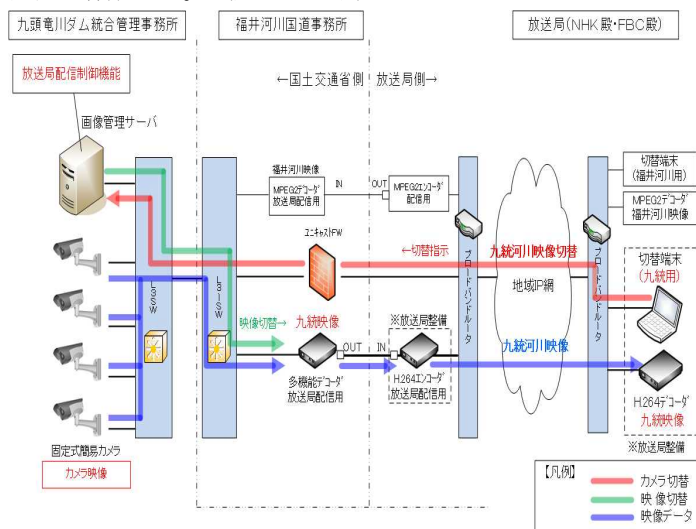 九頭竜川ダム統合管理事務所
福井河川国道事務所
放送局(NHK殿・FBC殿)
放送局配信制御機能
画像管理サーバ
←国土交通省側
放送局側→
福井河川映像
MPEG2デコーダ
放送局配信用
IN
OUT
MPEG2エンコーダ
配信用
切替端末
(福井河川用)
MPEG2デコーダ
福井河川映像
ユニキャストFW
←切替指示
九統河川映像切替
地域IP網
ブロードバンドルータ
ブロードバンドルータ
切替端末
(九統用)
L3SW
L3SW
映像切替→
九統映像
OUT
IN
※放送局整備
九統河川映像
多機能デコーダ
放送局配信用
H.264エンコーダ
放送局配信用
H.264デコーダ
九統映像
※放送局整備
固定式簡易カメラ
カメラ映像
【凡例】
カメラ切替
映像切替
映像データ